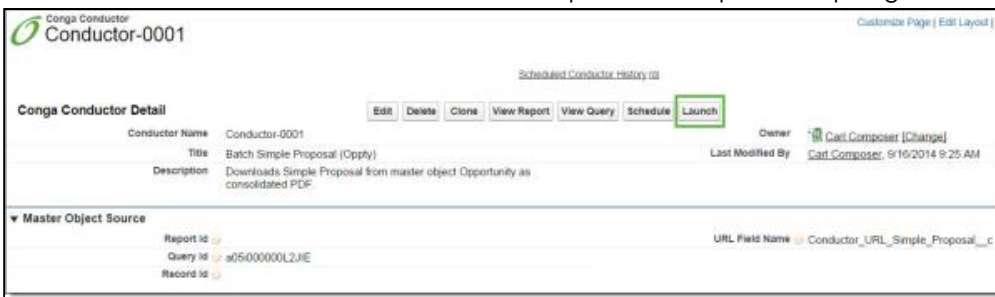 Conga Conductor
Conductor-0001
Customize Page | Edit Layout |
Scheduled Conductor History [0]
Conga Conductor Detail
Edit Delete Clone View Report View Query Schedule Launch
Conductor Name Conductor-0001 Owner Carl Composer [Change]
Title Batch Simple Proposal (Oppty) Last Modified By Carl Composer, 9/16/2014 9:25 AM
Description Downloads Simple Proposal from master object Opportunity as
consolidated PDF.
Master Object Source
Report Id URL Field Name Conductor_URL_Simple_Proposal__c
Query Id a05i000000L2JIE
Record Id